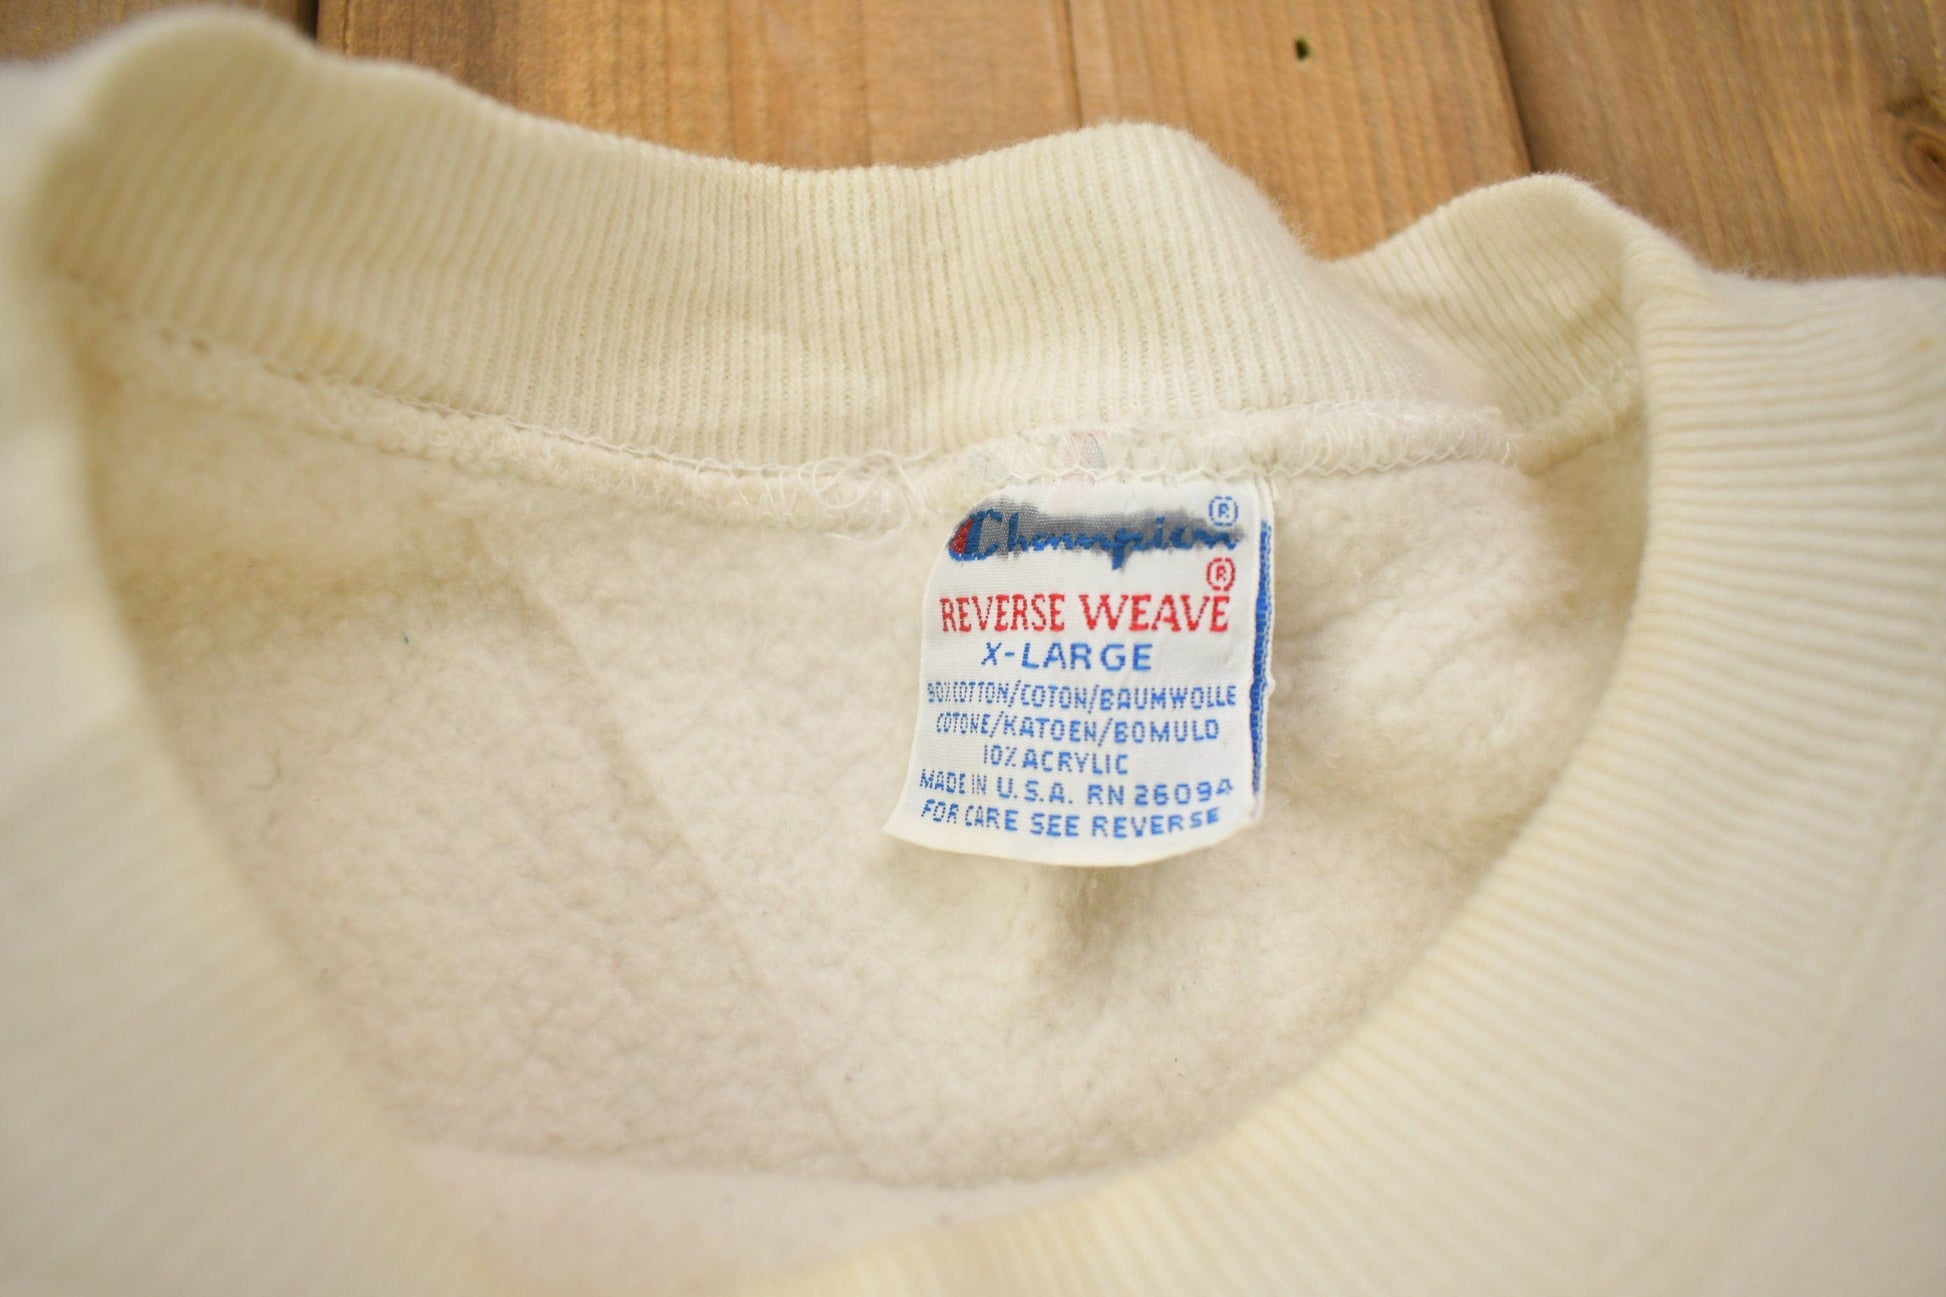 Champion ®
REVERSE WEAVE ®
X-LARGE
90% COTTON/COTON/BAUMWOLLE
COTONE/KATOEN/BOMULD
10% ACRYLIC
MADE IN U.S.A. RN 26094
FOR CARE SEE REVERSE